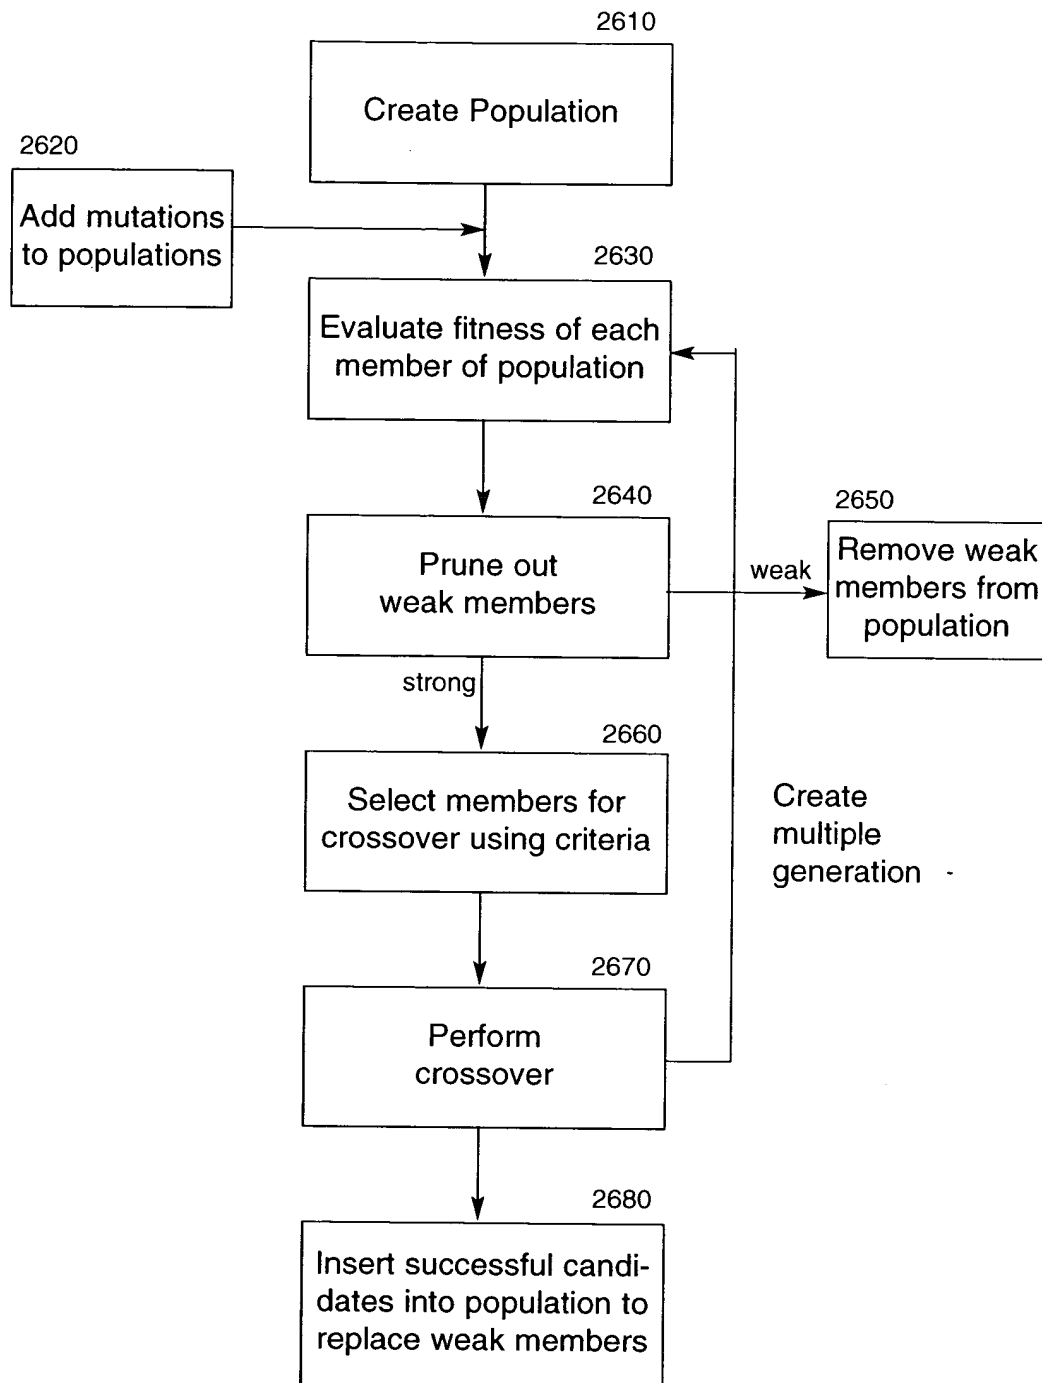 2610
Create Population
2620
Add mutations
to populations
2630
Evaluate fitness of each
member of population
2640
Prune out
weak members
weak
2650
Remove weak
members from
population
strong
2660
Select members for
crossover using criteria
Create
multiple
generation
2670
Perform
crossover
2680
Insert successful candi-
dates into population to
replace weak members